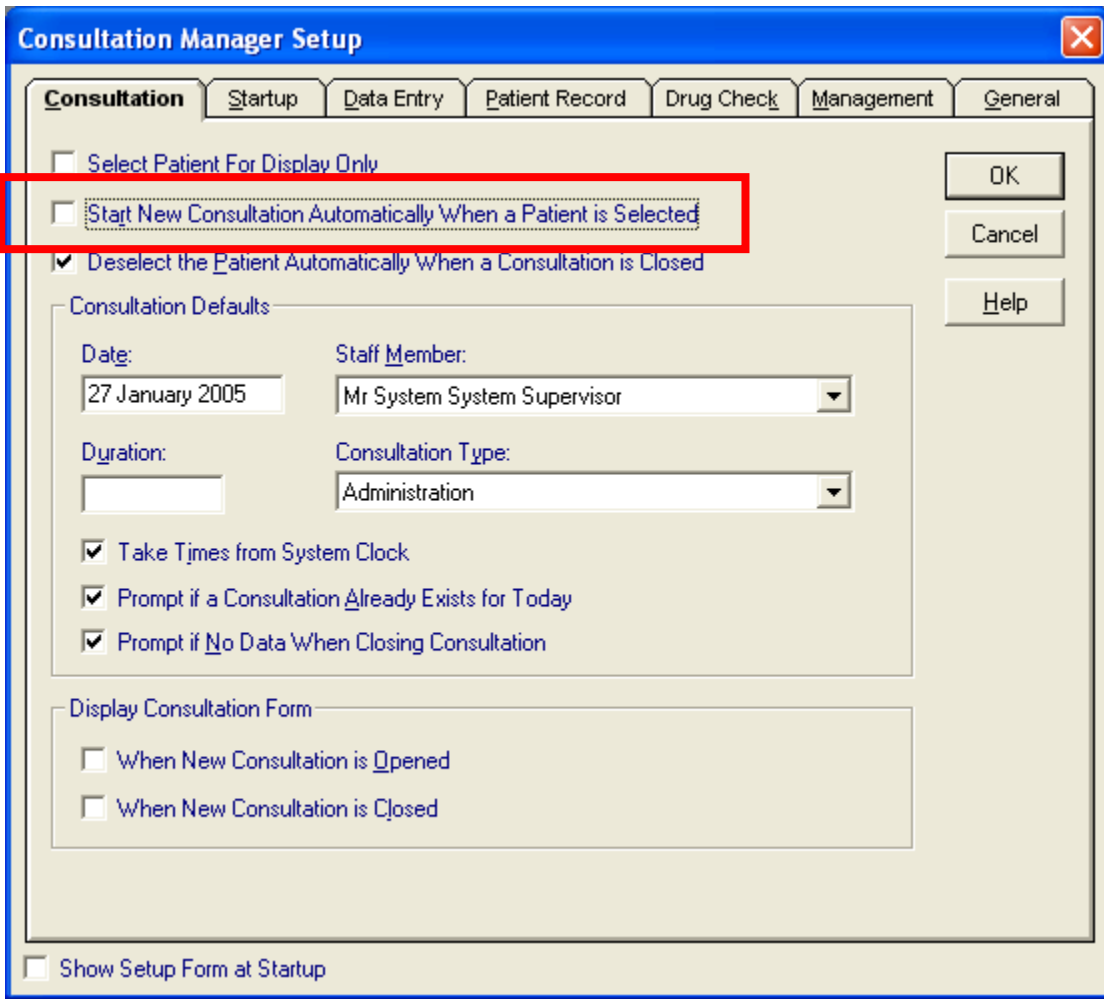 Consultation Manager Setup
Consultation Startup Data Entry Patient Record Drug Check Management General
Select Patient For Display Only
OK
Start New Consultation Automatically When a Patient is Selected
Cancel
Deselect the Patient Automatically When a Consultation is Closed
Help
Consultation Defaults
Date: Staff Member:
27 January 2005 Mr System System Supervisor
Duration: Consultation Type:
Administration
Take Times from System Clock
Prompt if a Consultation Already Exists for Today
Prompt if No Data When Closing Consultation
Display Consultation Form
When New Consultation is Opened
When New Consultation is Closed
Show Setup Form at Startup